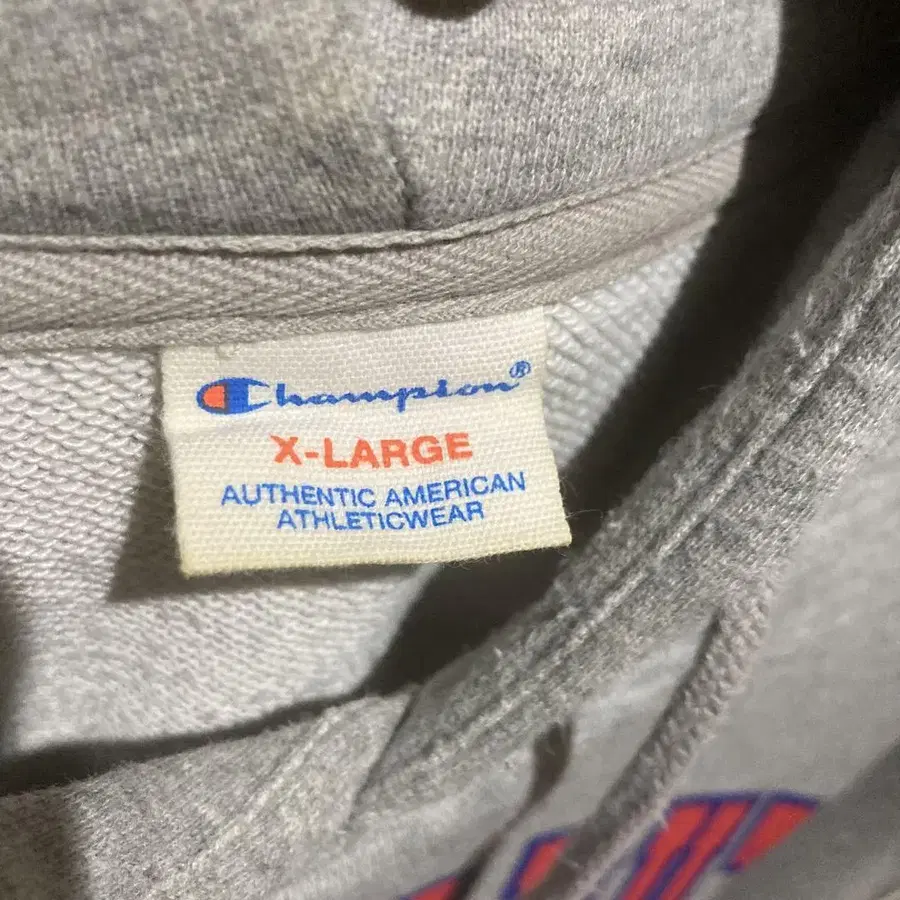 Champion®
X-LARGE
AUTHENTIC AMERICAN
ATHLETICWEAR